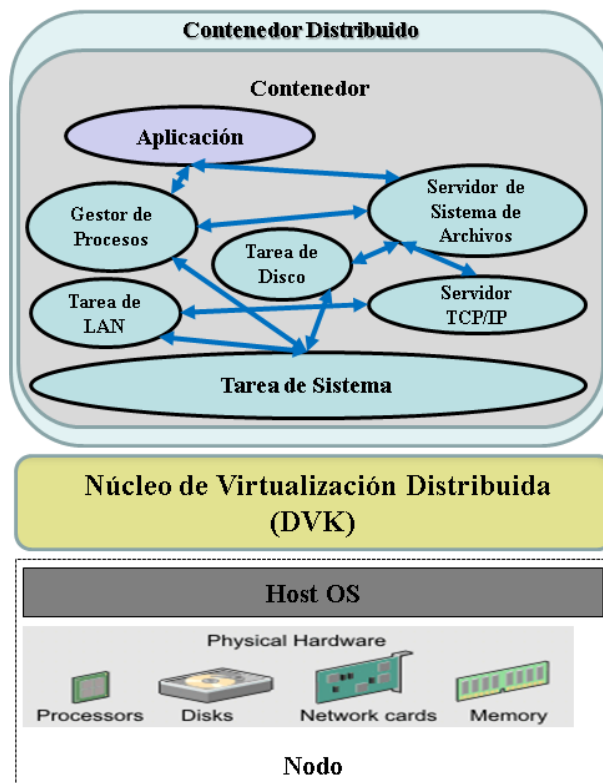 Contenedor Distribuido
Contenedor
Aplicación
Servidor de
Sistema de
Archivos
Gestor de
Procesos
Tarea de
Disco
Tarea de
LAN
Servidor
TCP/IP
Tarea de Sistema
Núcleo de Virtualización Distribuida
(DVK)
Host OS
Physical Hardware
Processors
Disks
Network cards
Memory
Nodo